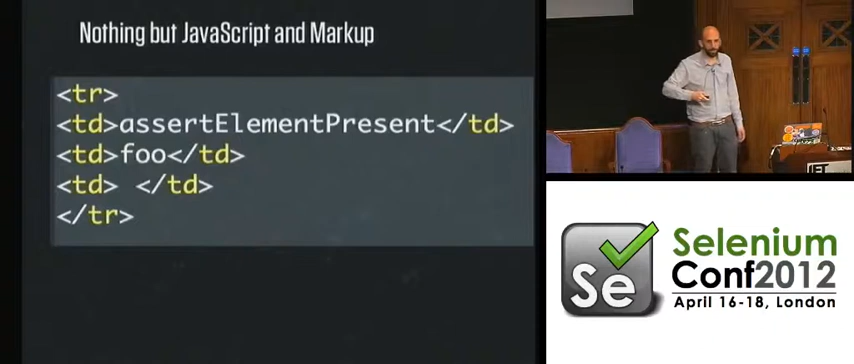 Nothing but JavaScript and Markup
<tr>
<td>assertElementPresent</td>
<td>foo</td>
<td> </td>
</tr>
IET
Se
Selenium
Conf2012
April 16-18, London